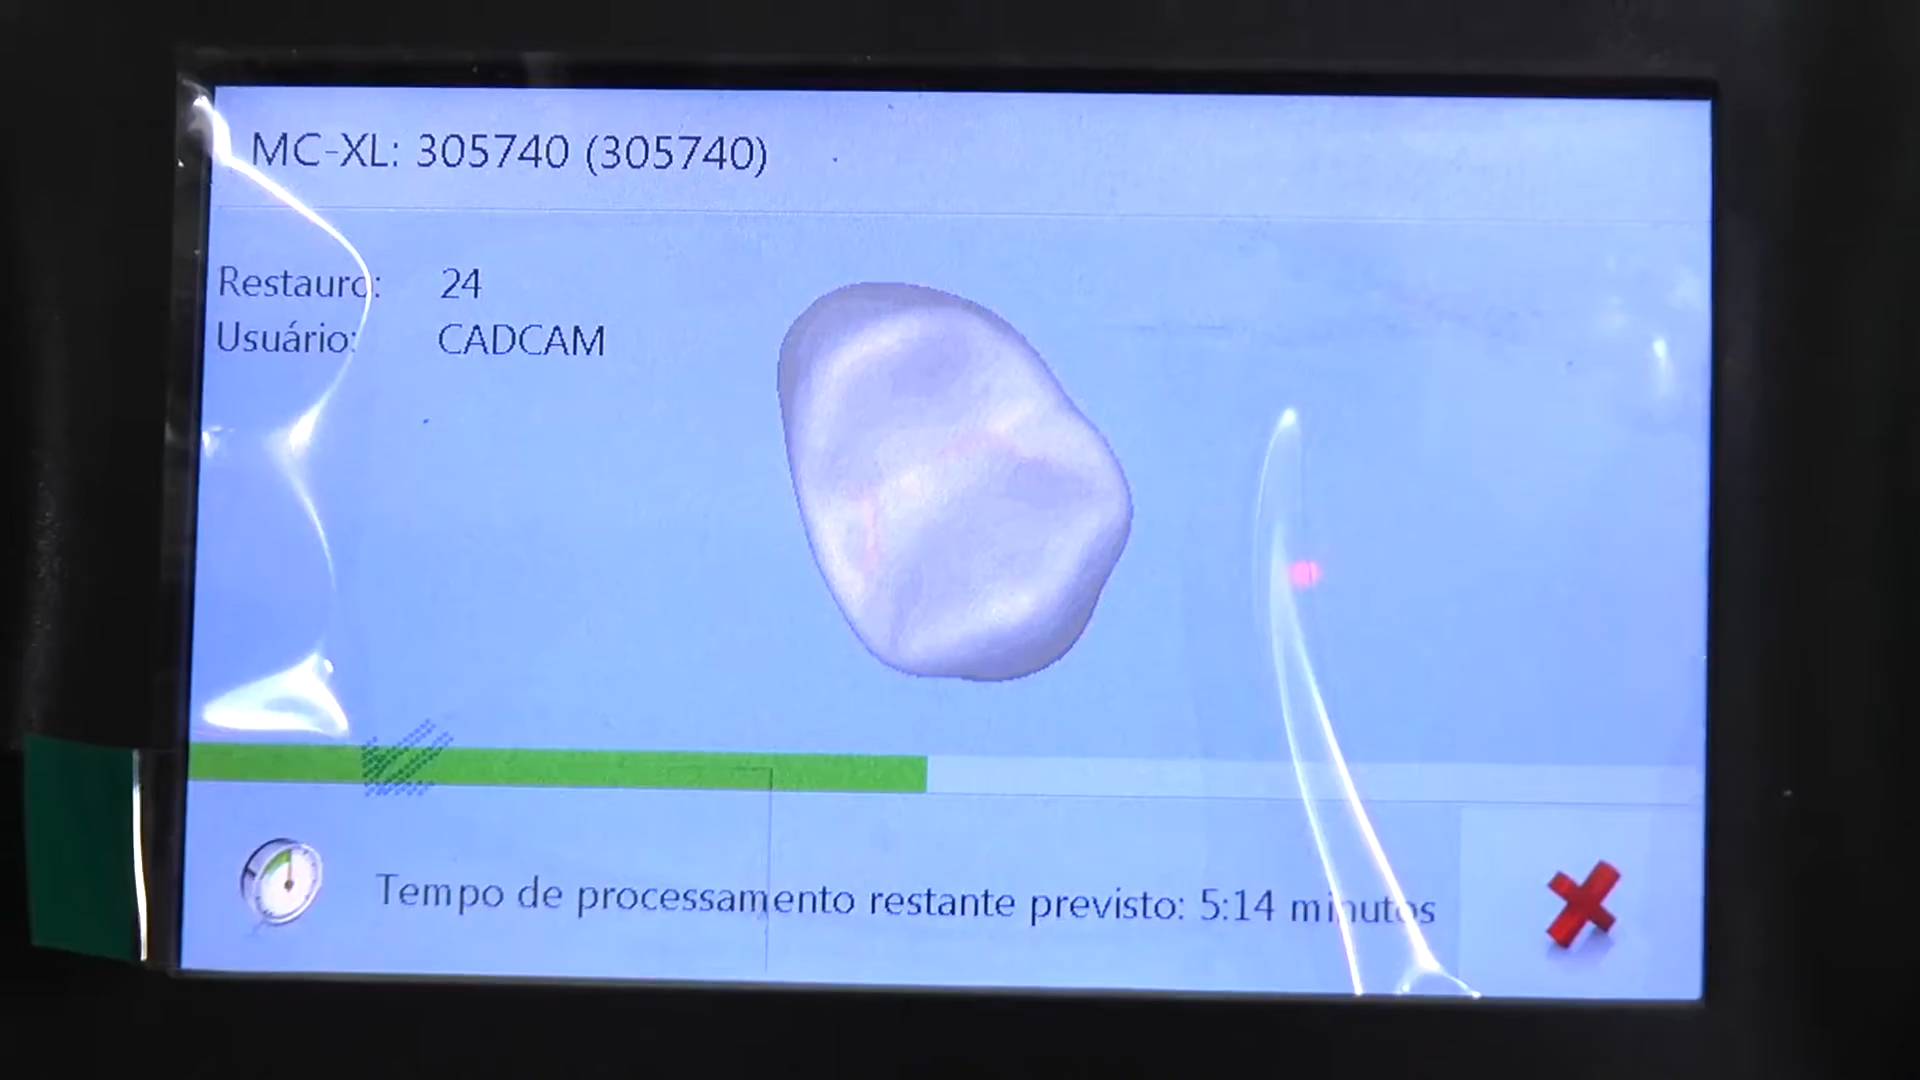 MC-XL: 305740 (305740)
Restauro: 24
Usuário: CADCAM
Tempo de processamento restante previsto: 5:14 minutos